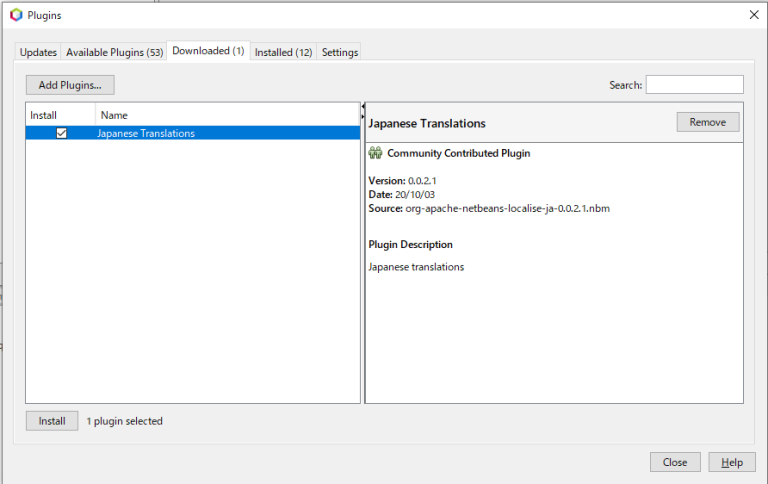 Plugins
Updates Available Plugins (53) Downloaded (1) Installed (12) Settings
Add Plugins... Search:
Install Name
Japanese Translations
Japanese Translations Remove
Community Contributed Plugin
Version: 0.0.2.1
Date: 20/10/03
Source: org-apache-netbeans-localise-ja-0.0.2.1.nbm
Plugin Description
Japanese translations
Install 1 plugin selected
Close Help